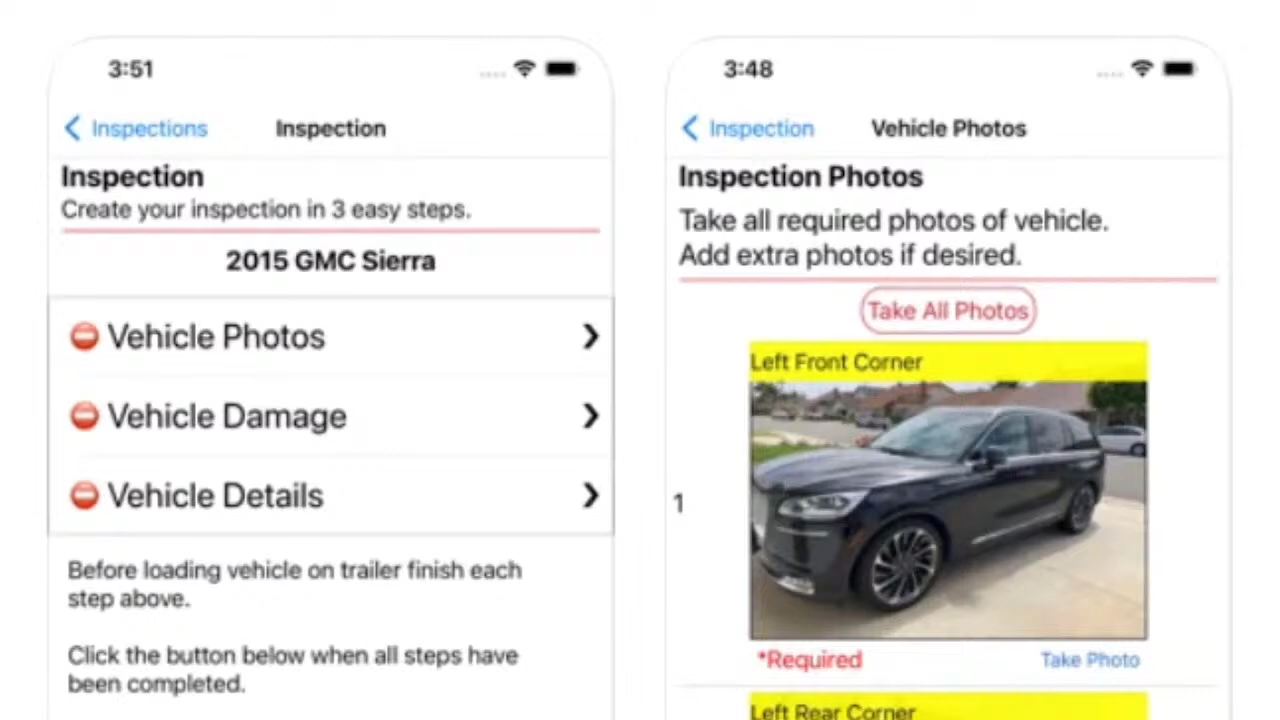 3:51
Inspections
Inspection
Inspection
Create your inspection in 3 easy steps.
2015 GMC Sierra
Vehicle Photos
Vehicle Damage
Vehicle Details
Before loading vehicle on trailer finish each
step above.
Click the button below when all steps have
been completed.
3:48
Inspection
Vehicle Photos
Inspection Photos
Take all required photos of vehicle.
Add extra photos if desired.
Take All Photos
Left Front Corner
1
*Required
Take Photo
Left Rear Corner